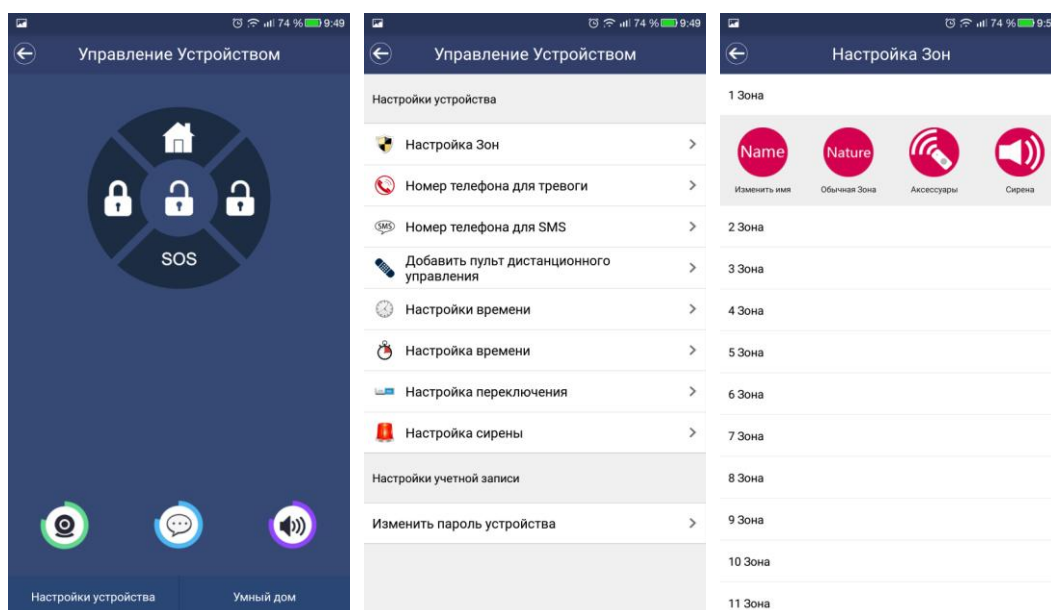 74 % 9:49
Управление Устройством
SOS
Настройки устройства
Умный дом
74 % 9:49
Управление Устройством
Настройки устройства
Настройка Зон
Номер телефона для тревоги
SMS
Номер телефона для SMS
Добавить пульт дистанционного
управления
Настройки времени
Настройка времени
Настройка переключения
Настройка сирены
Настройки учетной записи
Изменить пароль устройства
74 % 9:5
Настройка Зон
1 Зона
Name
Nature
Изменить имя
Обычная Зона
Аксессуары
Сирена
2 Зона
3 Зона
4 Зона
5 Зона
6 Зона
7 Зона
8 Зона
9 Зона
10 Зона
11 Зона